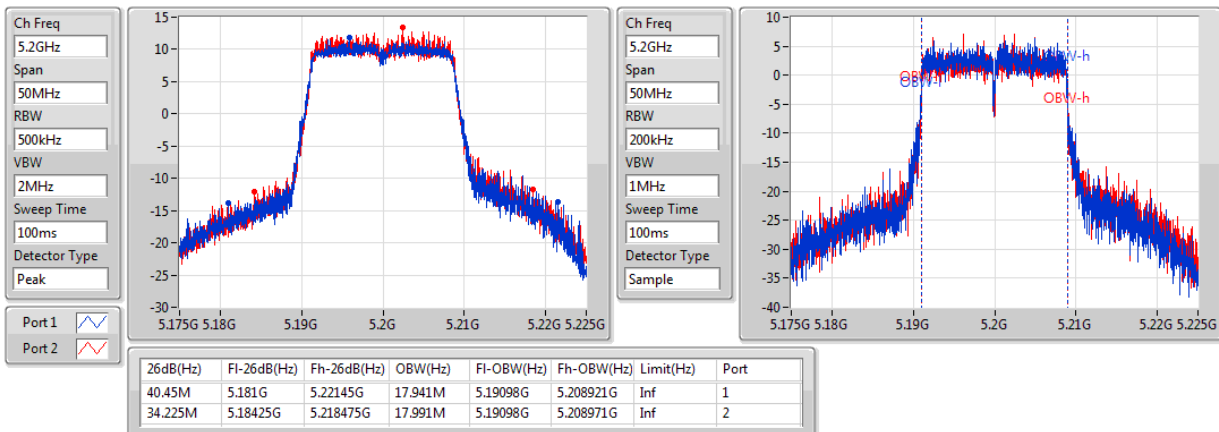 Ch Freq
5.2GHz
Span
50MHz
RBW
500kHz
VBW
2MHz
Sweep Time
100ms
Detector Type
Peak
Port 1
Port 2
15-
10-
5-
0-
-5-
-10-
-15-
-20-
-25-
-30-
5.175G 5.18G 5.19G 5.2G 5.21G 5.22G 5.225G
Ch Freq
5.2GHz
Span
50MHz
RBW
200kHz
VBW
1MHz
Sweep Time
100ms
Detector Type
Sample
10-
5-
0-
-5-
-10-
-15-
-20-
-25-
-30-
-35-
-40-
OBW-h
OBW-h
5.175G 5.18G 5.19G 5.2G 5.21G 5.22G 5.225G
26dB(Hz) Fl-26dB(Hz) Fh-26dB(Hz) OBW(Hz) Fl-OBW(Hz) Fh-OBW(Hz) Limit(Hz) Port
40.45M 5.181G 5.22145G 17.941M 5.19098G 5.208921G Inf 1
34.225M 5.18425G 5.218475G 17.991M 5.19098G 5.208971G Inf 2